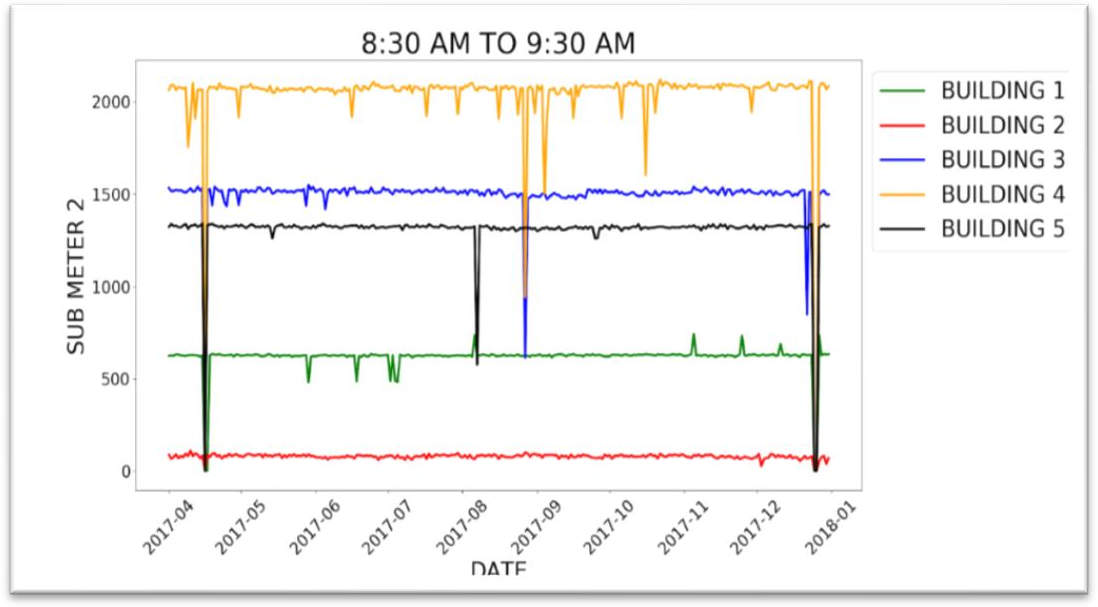 8:30 AM TO 9:30 AM
SUB METER 2
2000
1500
1000
500
0
2017-04
2017-05
2017-06
2017-07
2017-08
2017-09
2017-10
2017-11
2017-12
2018-01
DATE
BUILDING 1
BUILDING 2
BUILDING 3
BUILDING 4
BUILDING 5